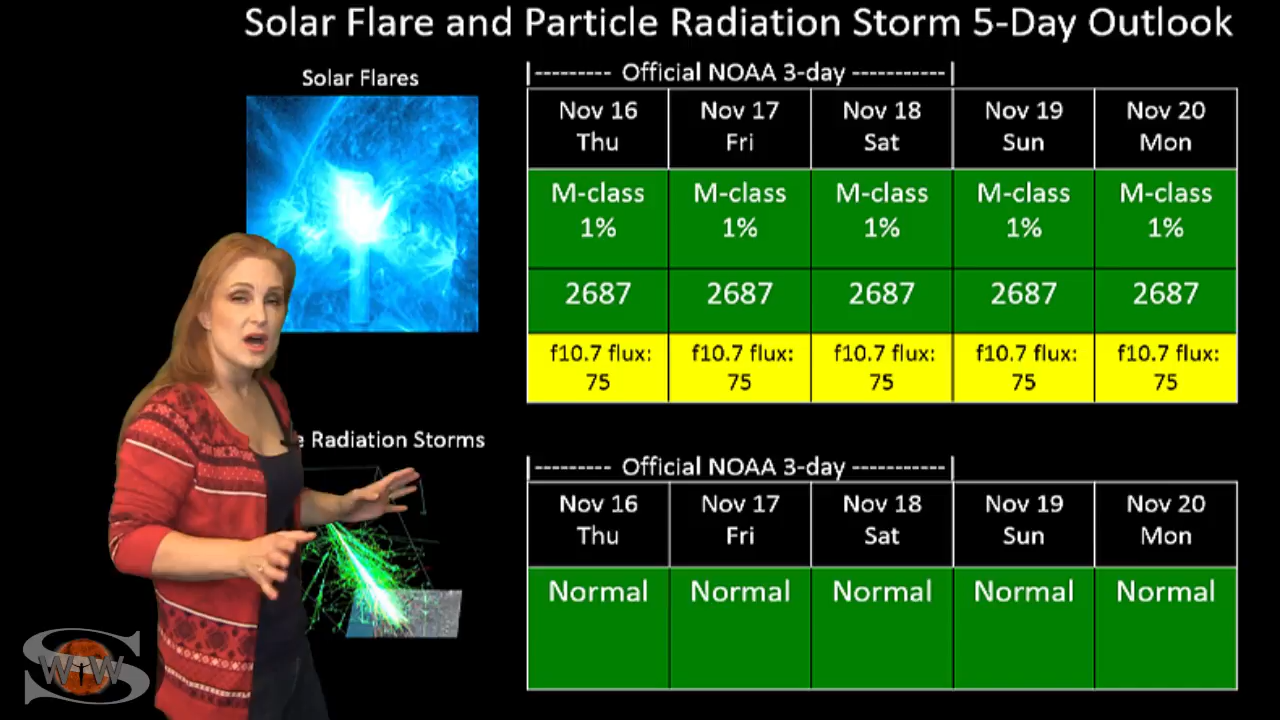 Solar Flare and Particle Radiation Storm 5-Day Outlook
Solar Flares
|--------- Official NOAA 3-day -----------|
Nov 16 Nov 17 Nov 18 Nov 19 Nov 20
Thu Fri Sat Sun Mon
M-class M-class M-class M-class M-class
1% 1% 1% 1% 1%
2687 2687 2687 2687 2687
f10.7 flux: f10.7 flux: f10.7 flux: f10.7 flux: f10.7 flux:
75 75 75 75 75
e Radiation Storms
|--------- Official NOAA 3-day -----------|
Nov 16 Nov 17 Nov 18 Nov 19 Nov 20
Thu Fri Sat Sun Mon
Normal Normal Normal Normal Normal
S
WTW